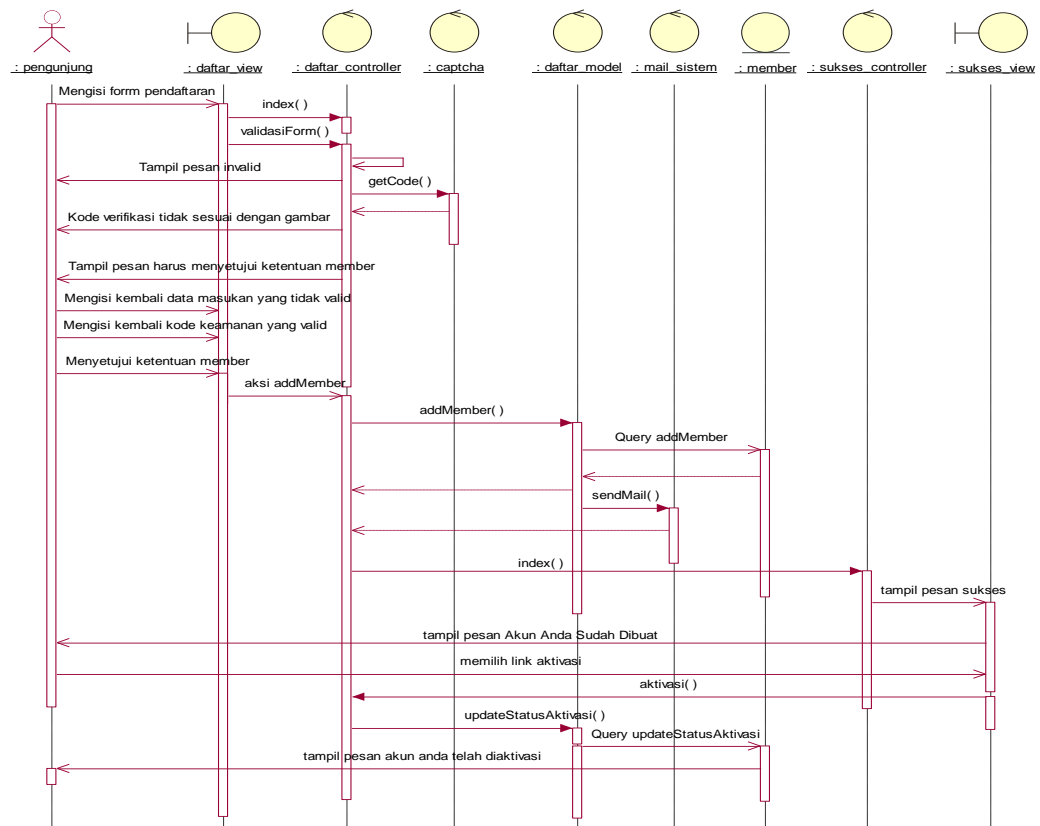 : pengunjung
: daftar_view
: daftar_controller
: captcha
: daftar_model
: mail_sistem
: member
: sukses_controller
: sukses_view
Mengisi form pendaftaran
index( )
validasiForm( )
Tampil pesan invalid
getCode( )
Kode verifikasi tidak sesuai dengan gambar
Tampil pesan harus menyetujui ketentuan member
Mengisi kembali data masukan yang tidak valid
Mengisi kembali kode keamanan yang valid
Menyetujui ketentuan member
aksi addMember
addMember( )
Query addMember
sendMail( )
index( )
tampil pesan sukses
tampil pesan Akun Anda Sudah Dibuat
memilih link aktivasi
aktivasi( )
updateStatusAktivasi( )
Query updateStatusAktivasi
tampil pesan akun anda telah diaktivasi